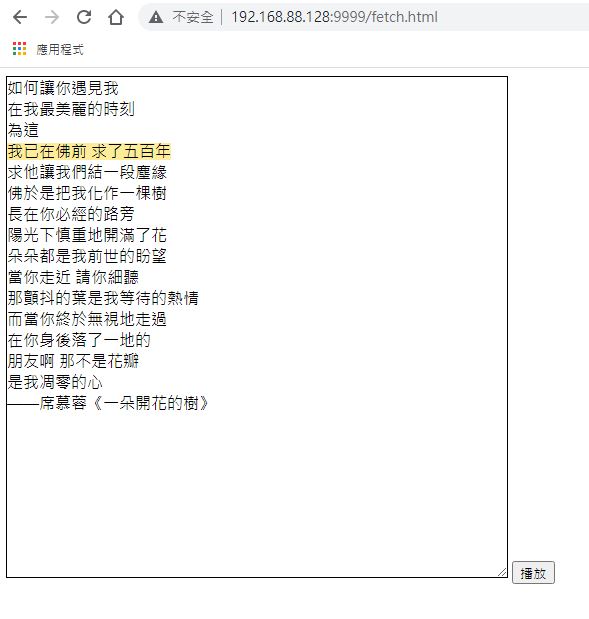 不安全 | 192.168.88.128:9999/fetch.html
應用程式
如何讓你遇見我
在我最美麗的時刻
為這
我已在佛前 求了五百年
求他讓我們結一段塵緣
佛於是把我化作一棵樹
長在你必經的路旁
陽光下慎重地開滿了花
朵朵都是我前世的盼望
當你走近 請你細聽
那顫抖的葉是我等待的熱情
而當你終於無視地走過
在你身後落了一地的
朋友啊 那不是花瓣
是我凋零的心
——席慕蓉《一朵開花的樹》
播放